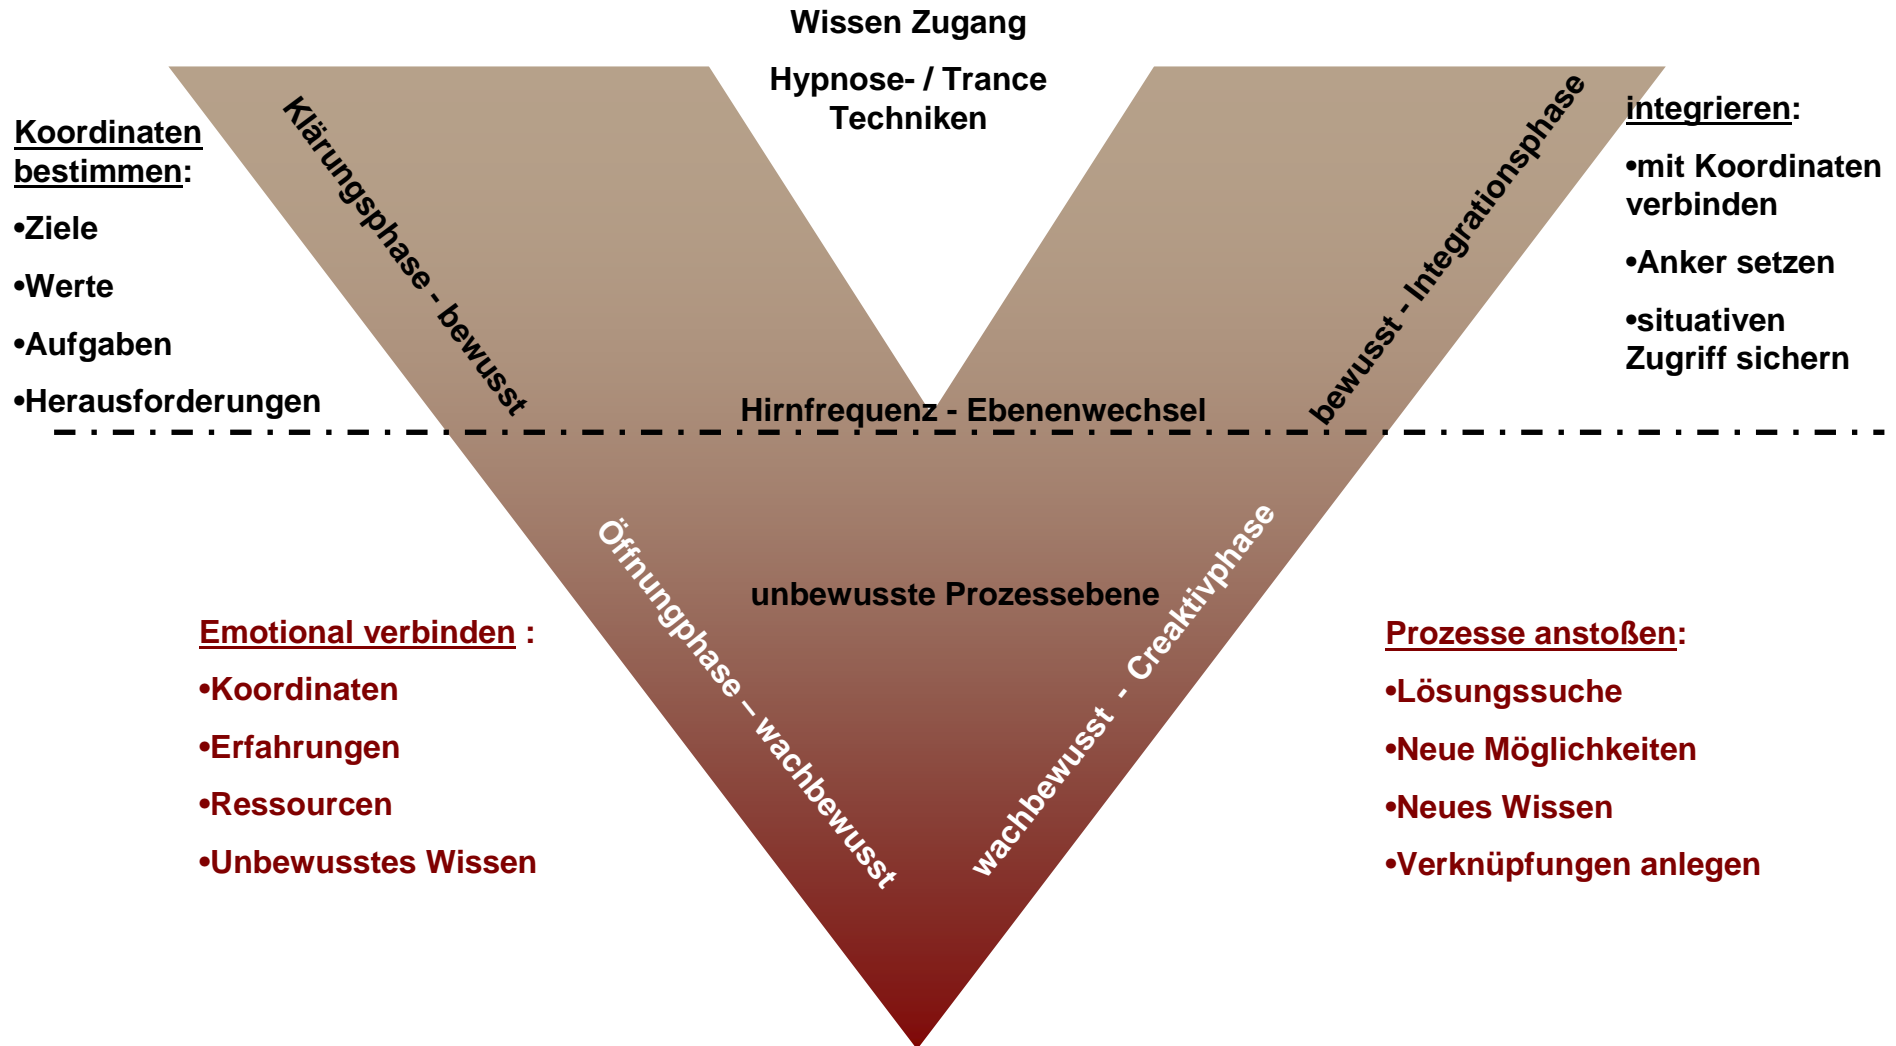 Wissen Zugang
Hypnose- / Trance
Techniken
Koordinaten
bestimmen:
•Ziele
•Werte
•Aufgaben
•Herausforderungen
Klärungsphase - bewusst
bewusst - Integrationsphase
integrieren:
•mit Koordinaten
verbinden
•Anker setzen
•situativen
Zugriff sichern
Hirnfrequenz - Ebenenwechsel
Öffnungphase – wachbewusst
unbewusste Prozessebene
wachbewusst - Creaktivphase
Emotional verbinden :
•Koordinaten
•Erfahrungen
•Ressourcen
•Unbewusstes Wissen
Prozesse anstoßen:
•Lösungssuche
•Neue Möglichkeiten
•Neues Wissen
•Verknüpfungen anlegen